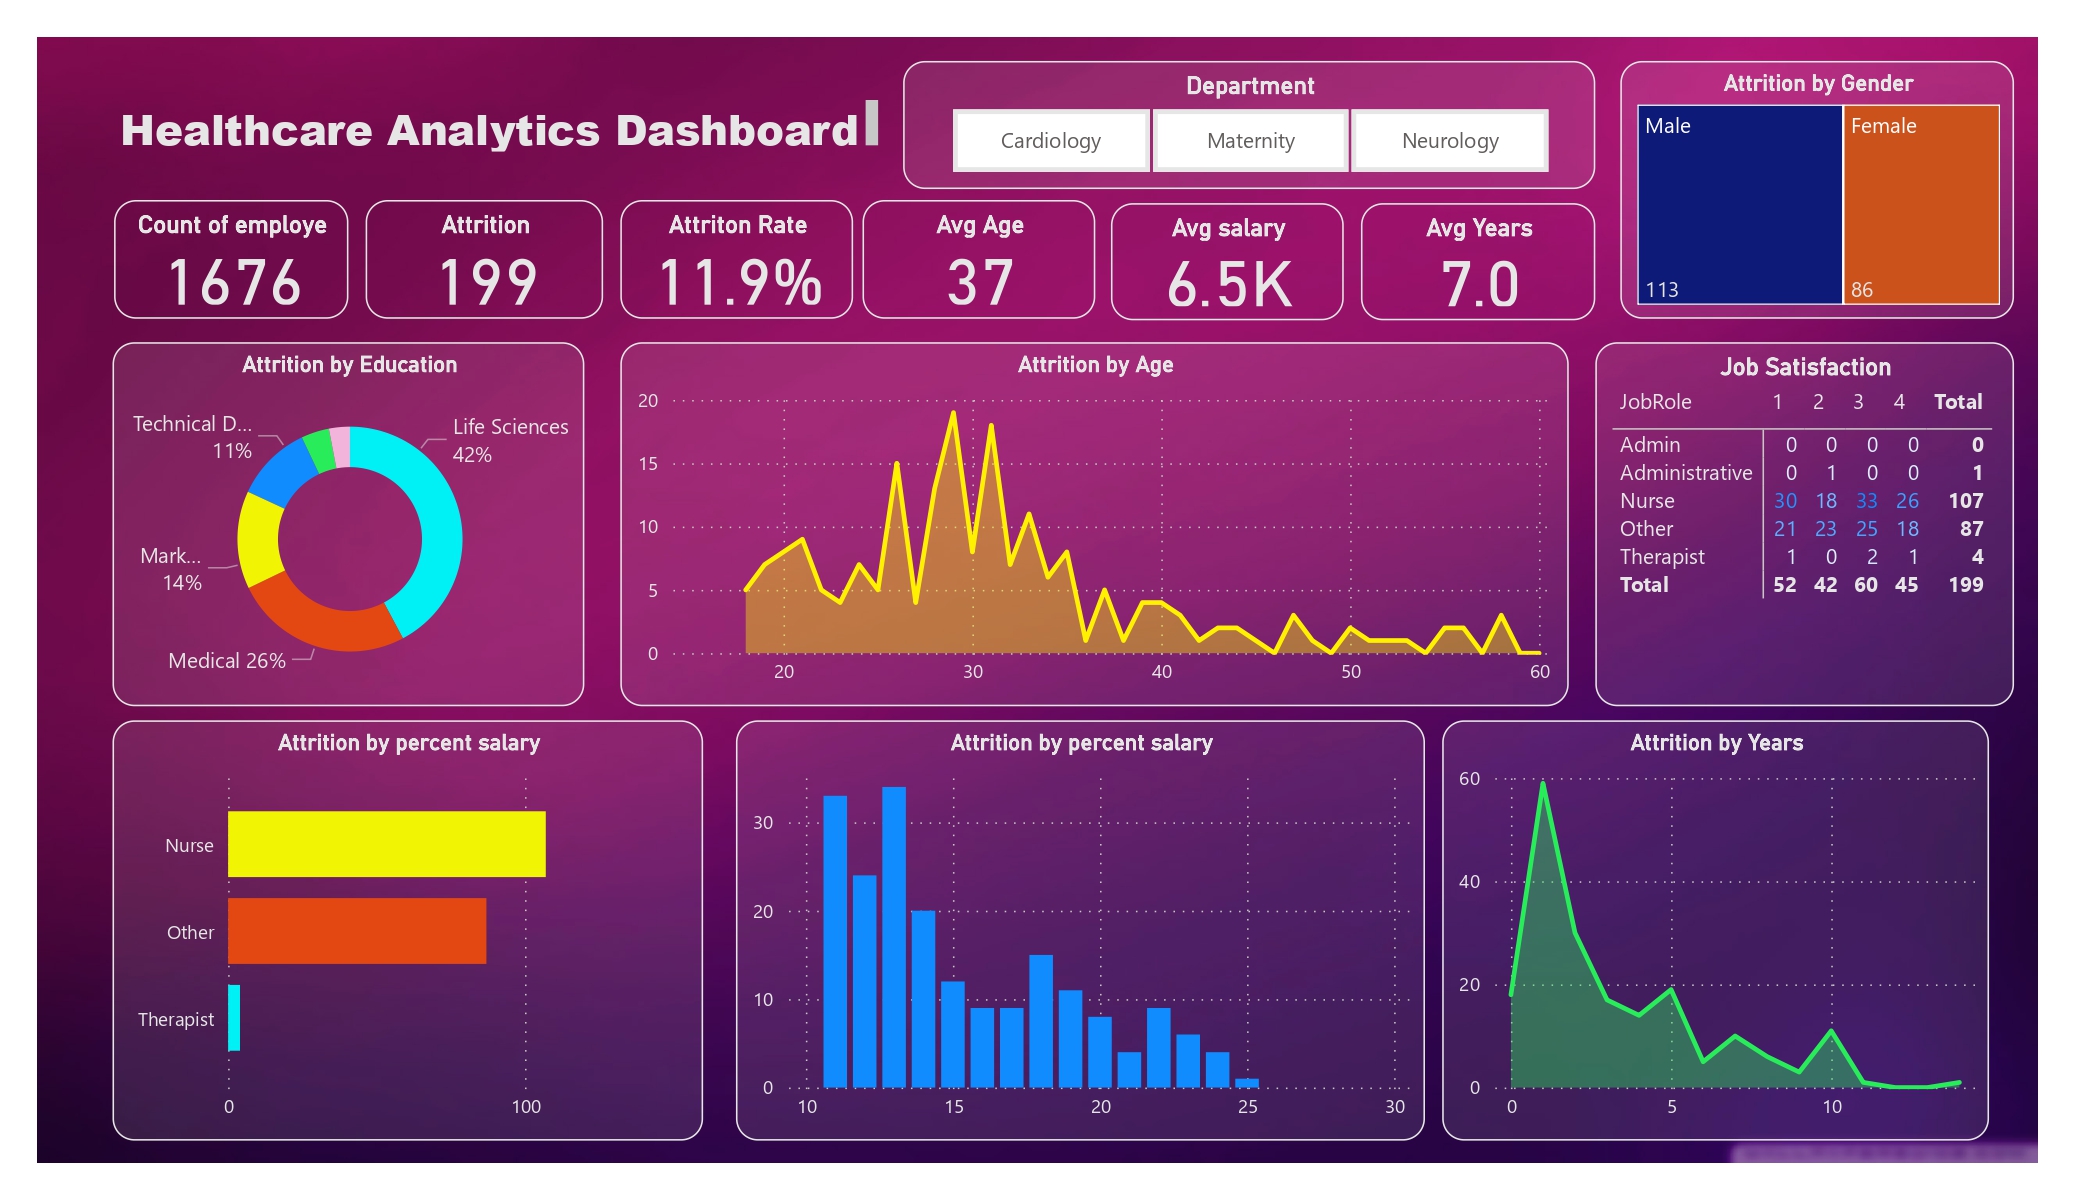 Healthcare Analytics Dashboard
Department
Cardiology Maternity Neurology
Attrition by Gender
Male Female
113 86
Count of employe
1676
Attrition
199
Attriton Rate
11.9%
Avg Age
37
Avg salary
6.5K
Avg Years
7.0
Attrition by Education
Technical D...
11%
Life Sciences
42%
Mark...
14%
Medical 26%
Attrition by Age
20
15
10
5
0
20 30 40 50 60
Job Satisfaction
JobRole 1 2 3 4 Total
Admin 0 0 0 0 0
Administrative 0 1 0 0 1
Nurse 30 18 33 26 107
Other 21 23 25 18 87
Therapist 1 0 2 1 4
Total 52 42 60 45 199
Attrition by percent salary
Nurse
Other
Therapist
0 100
Attrition by percent salary
30
20
10
0
10 15 20 25 30
Attrition by Years
60
40
20
0
0 5 10